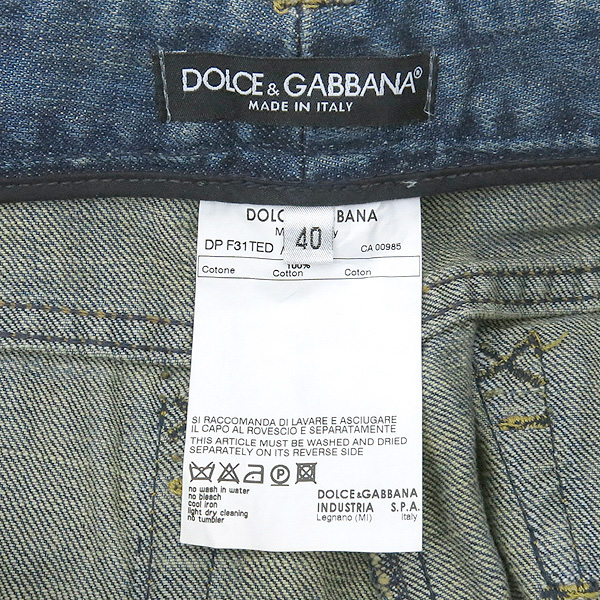 DOLCE & GABBANA®
MADE IN ITALY
DOLC BANA
40
DP F31TED CA 00985
100%
Cotone Cotton Coton
SI RACCOMANDA DI LAVARE E ASCIUGARE
IL CAPO AL ROVESCIO E SEPARATAMENTE
THIS ARTICLE MUST BE WASHED AND DRIED
SEPARATELY ON ITS REVERSE SIDE
no wash in water
no bleach
cool iron
light dry cleaning
no tumbler
DOLCE&GABBANA
INDUSTRIA S.P.A.
Legnano (MI) Italy